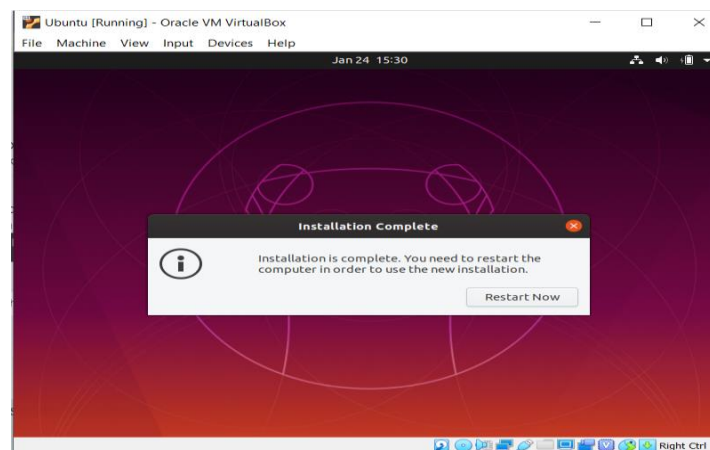 Ubuntu [Running] - Oracle VM VirtualBox
File Machine View Input Devices Help
Jan 24 15:30
Installation Complete
Installation is complete. You need to restart the
computer in order to use the new installation.
Restart Now
Right Ctrl